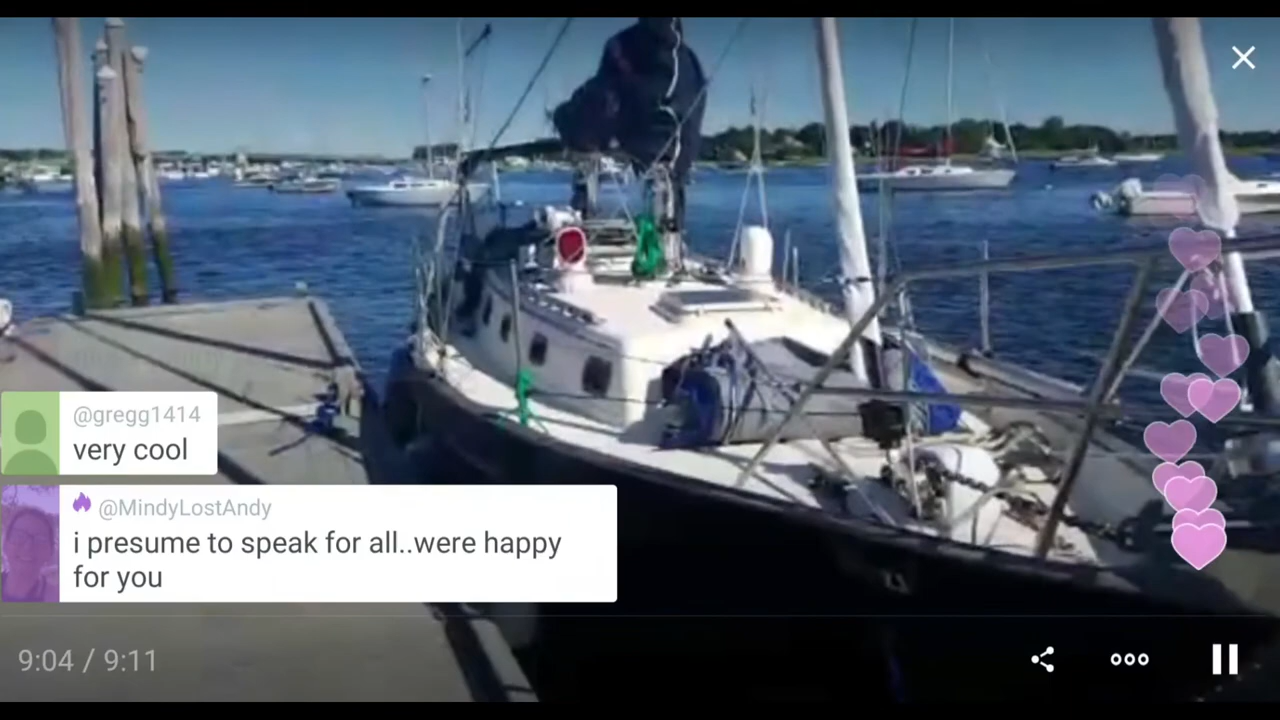 @gregg1414
very cool
@MindyLostAndy
i presume to speak for all..were happy
for you
9:04 / 9:11